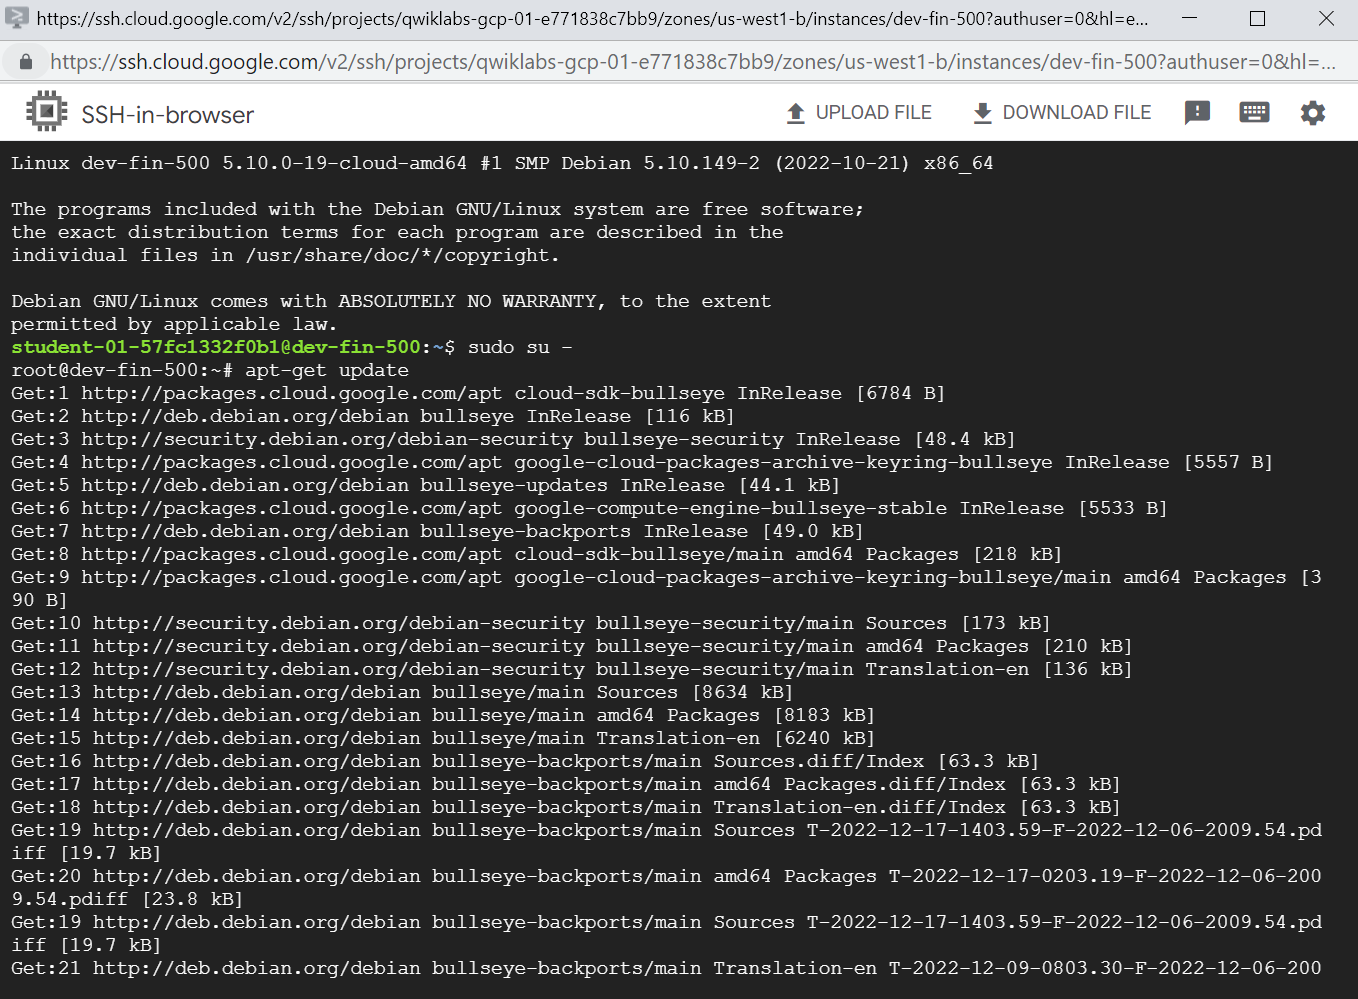 https://ssh.cloud.google.com/v2/ssh/projects/qwiklabs-gcp-01-e771838c7bb9/zones/us-west1-b/instances/dev-fin-500?authuser=0&hl=e...
https://ssh.cloud.google.com/v2/ssh/projects/qwiklabs-gcp-01-e771838c7bb9/zones/us-west1-b/instances/dev-fin-500?authuser=0&hl=...
SSH-in-browser UPLOAD FILE DOWNLOAD FILE
Linux dev-fin-500 5.10.0-19-cloud-amd64 #1 SMP Debian 5.10.149-2 (2022-10-21) x86_64
The programs included with the Debian GNU/Linux system are free software;
the exact distribution terms for each program are described in the
individual files in /usr/share/doc/*/copyright.
Debian GNU/Linux comes with ABSOLUTELY NO WARRANTY, to the extent
permitted by applicable law.
student-01-57fc1332f0b1@dev-fin-500:~$ sudo su -
root@dev-fin-500:~# apt-get update
Get:1 http://packages.cloud.google.com/apt cloud-sdk-bullseye InRelease [6784 B]
Get:2 http://deb.debian.org/debian bullseye InRelease [116 kB]
Get:3 http://security.debian.org/debian-security bullseye-security InRelease [48.4 kB]
Get:4 http://packages.cloud.google.com/apt google-cloud-packages-archive-keyring-bullseye InRelease [5557 B]
Get:5 http://deb.debian.org/debian bullseye-updates InRelease [44.1 kB]
Get:6 http://packages.cloud.google.com/apt google-compute-engine-bullseye-stable InRelease [5533 B]
Get:7 http://deb.debian.org/debian bullseye-backports InRelease [49.0 kB]
Get:8 http://packages.cloud.google.com/apt cloud-sdk-bullseye/main amd64 Packages [218 kB]
Get:9 http://packages.cloud.google.com/apt google-cloud-packages-archive-keyring-bullseye/main amd64 Packages [3
90 B]
Get:10 http://security.debian.org/debian-security bullseye-security/main Sources [173 kB]
Get:11 http://security.debian.org/debian-security bullseye-security/main amd64 Packages [210 kB]
Get:12 http://security.debian.org/debian-security bullseye-security/main Translation-en [136 kB]
Get:13 http://deb.debian.org/debian bullseye/main Sources [8634 kB]
Get:14 http://deb.debian.org/debian bullseye/main amd64 Packages [8183 kB]
Get:15 http://deb.debian.org/debian bullseye/main Translation-en [6240 kB]
Get:16 http://deb.debian.org/debian bullseye-backports/main Sources.diff/Index [63.3 kB]
Get:17 http://deb.debian.org/debian bullseye-backports/main amd64 Packages.diff/Index [63.3 kB]
Get:18 http://deb.debian.org/debian bullseye-backports/main Translation-en.diff/Index [63.3 kB]
Get:19 http://deb.debian.org/debian bullseye-backports/main Sources T-2022-12-17-1403.59-F-2022-12-06-2009.54.pd
iff [19.7 kB]
Get:20 http://deb.debian.org/debian bullseye-backports/main amd64 Packages T-2022-12-17-0203.19-F-2022-12-06-200
9.54.pdiff [23.8 kB]
Get:19 http://deb.debian.org/debian bullseye-backports/main Sources T-2022-12-17-1403.59-F-2022-12-06-2009.54.pd
iff [19.7 kB]
Get:21 http://deb.debian.org/debian bullseye-backports/main Translation-en T-2022-12-09-0803.30-F-2022-12-06-200